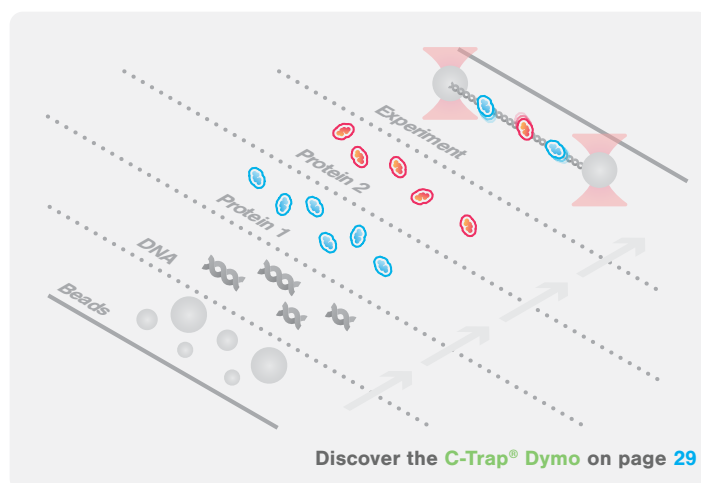 Experiment
Protein 2
Protein 1
DNA
Beads
Discover the C-Trap® Dymo on page 29